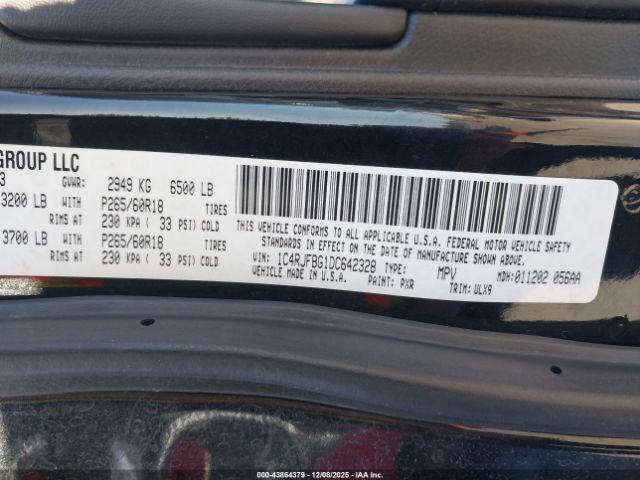 GROUP LLC
3 GVWR: 2949 KG 6500 LB
3200 LB WITH P265/60R18 TIRES
RIMS AT 230 KPA ( 33 PSI) COLD
3700 LB WITH P265/60R18 TIRES
RIMS AT 230 KPA ( 33 PSI) COLD
THIS VEHICLE CONFORMS TO ALL APPLICABLE U.S.A. FEDERAL MOTOR VEHICLE SAFETY
STANDARDS IN EFFECT ON THE DATE OF MANUFACTURE SHOWN ABOVE.
VIN: 1C4RJFBG1DC642328 TYPE: MPV MDH: 011202 056AA
VEHICLE MADE IN U.S.A. PAINT: PXR TRIM: ULX9
000-43864379 | 12/08/2025 | IAA Inc.